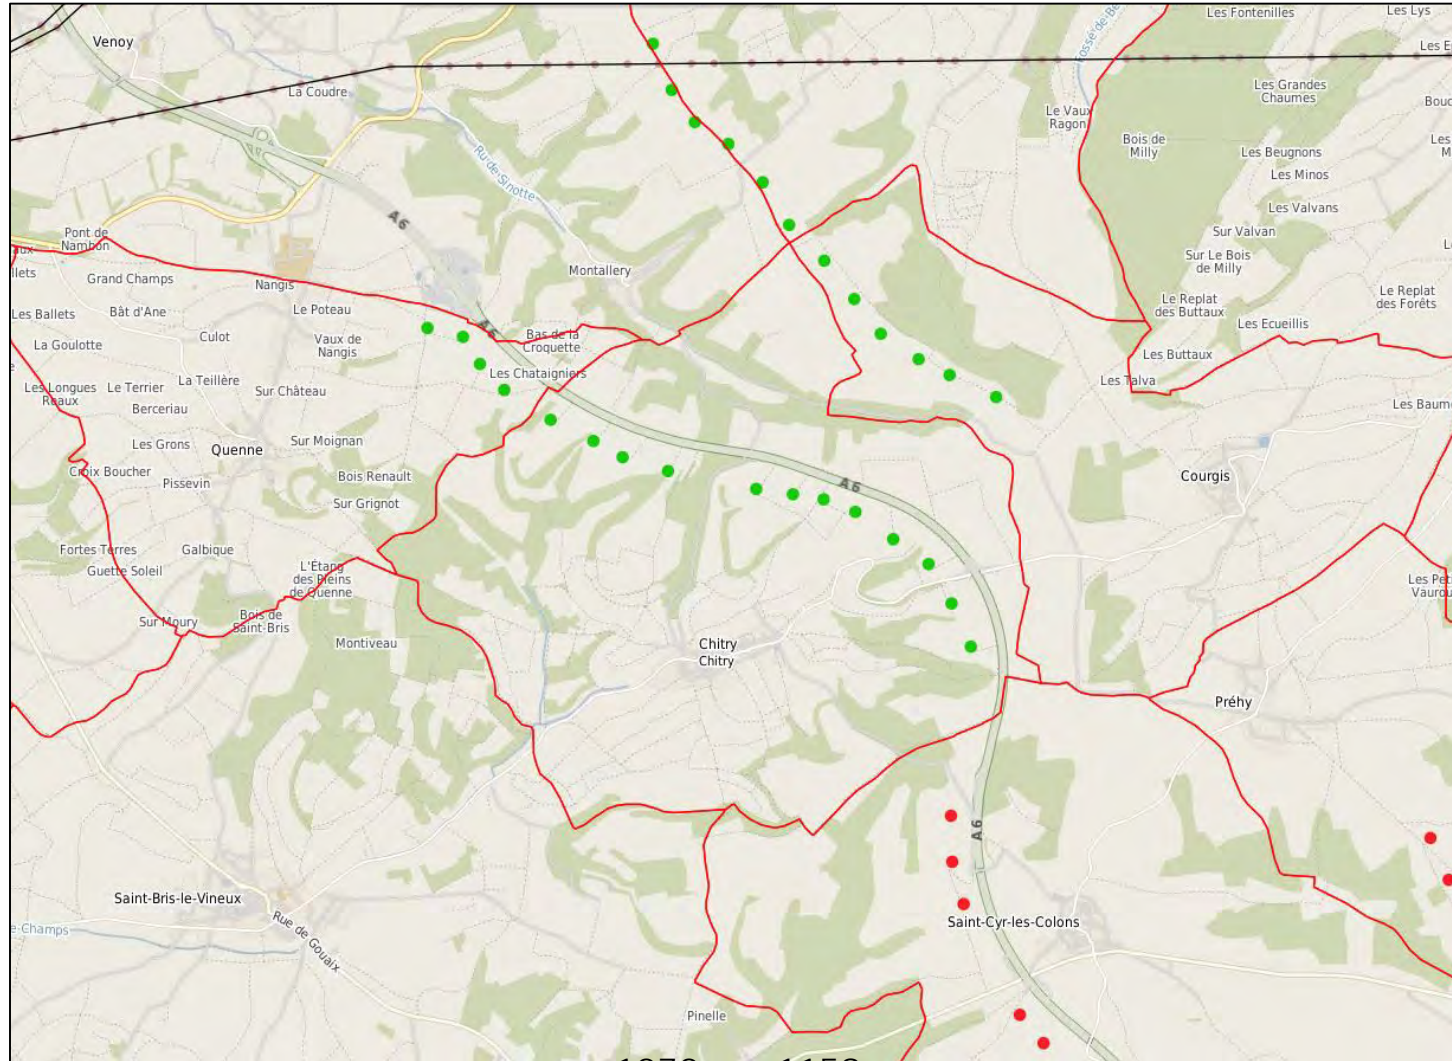 Les Fontenilles
Les Lys
Venoy
Les
Les Grandes
Chaumes
La Coudre
Le Vaux
Ragon
Bois de
Milly
Les Beugnons
Les Minos
Ru-de-Sinotte
Les Valvans
A6
Pont de
Nambon
Sur Valvan
Sur Le Bois
de Milly
Grand Champs
Nangis
Montallery
Le Replat
des Forêts
Le Replat
des Buttaux
Les Ballets
Bât d'Ane
Le Poteau
Les Ecueillis
A6
Culot
Vaux de
Nangis
Bas de la
Croquette
La Goulotte
Les Buttaux
Les Chataigniers
Les Talva
La Teillère
Les Longues
Reaux
Le Terrier
Sur Château
Berceriau
Les Grons
Sur Moignan
Quenne
Croix Boucher
Pissevin
Bois Renault
Courgis
A6
Sur Grignot
Fortes Terres
Galbique
Guette Soleil
L'Étang
des Pleins
de Quenne
Sur Moury
Bois de
Saint-Bris
Montiveau
Chitry
Chitry
Préhy
A6
Saint-Bris-le-Vineux
Rue de Gouaix
Saint-Cyr-les-Colons
e-Champs
Pinelle